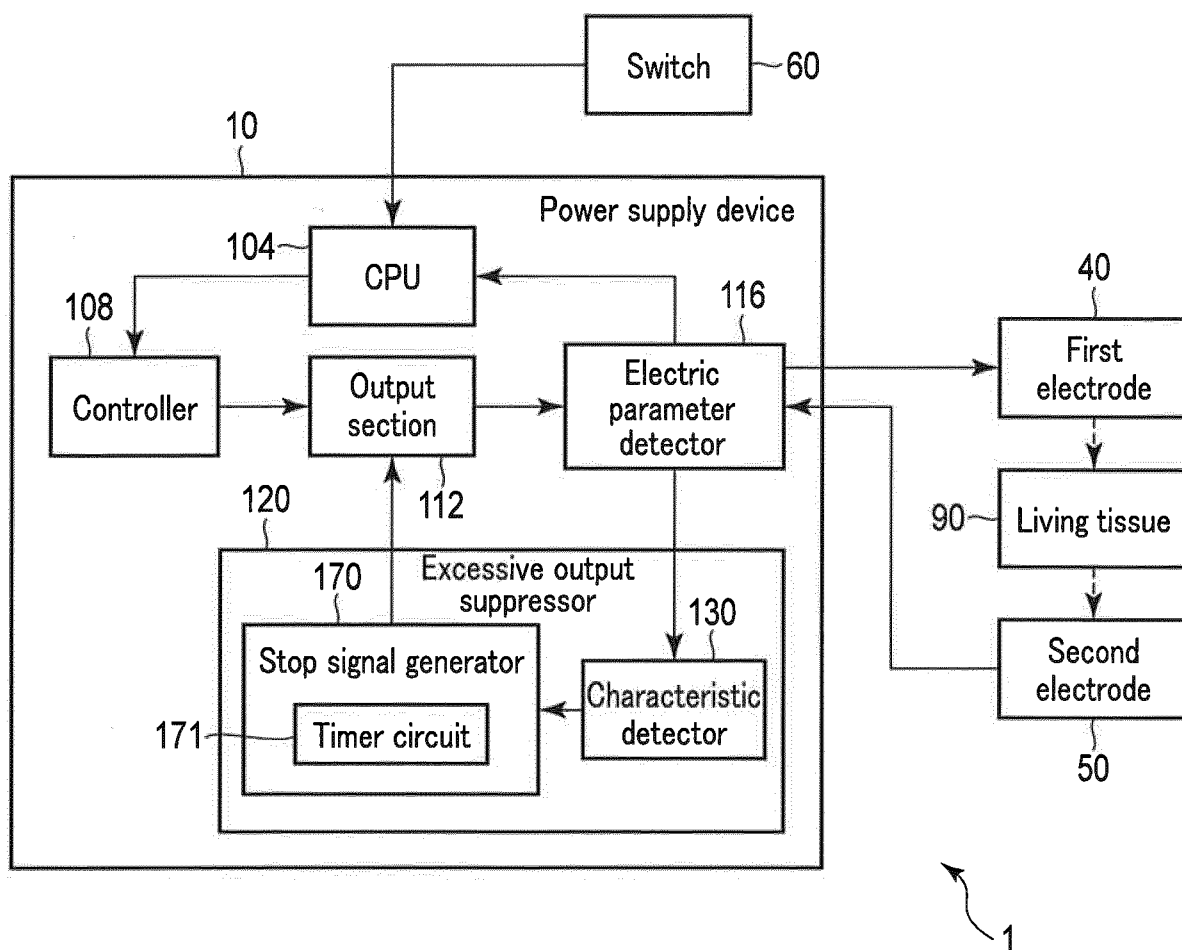 Switch
60
10
Power supply device
104
CPU
116
40
108
Controller
Output
section
Electric
parameter
detector
First
electrode
112
90
Living tissue
120
Excessive output
suppressor
170
130
Stop signal generator
Characteristic
detector
Second
electrode
171
Timer circuit
50
1